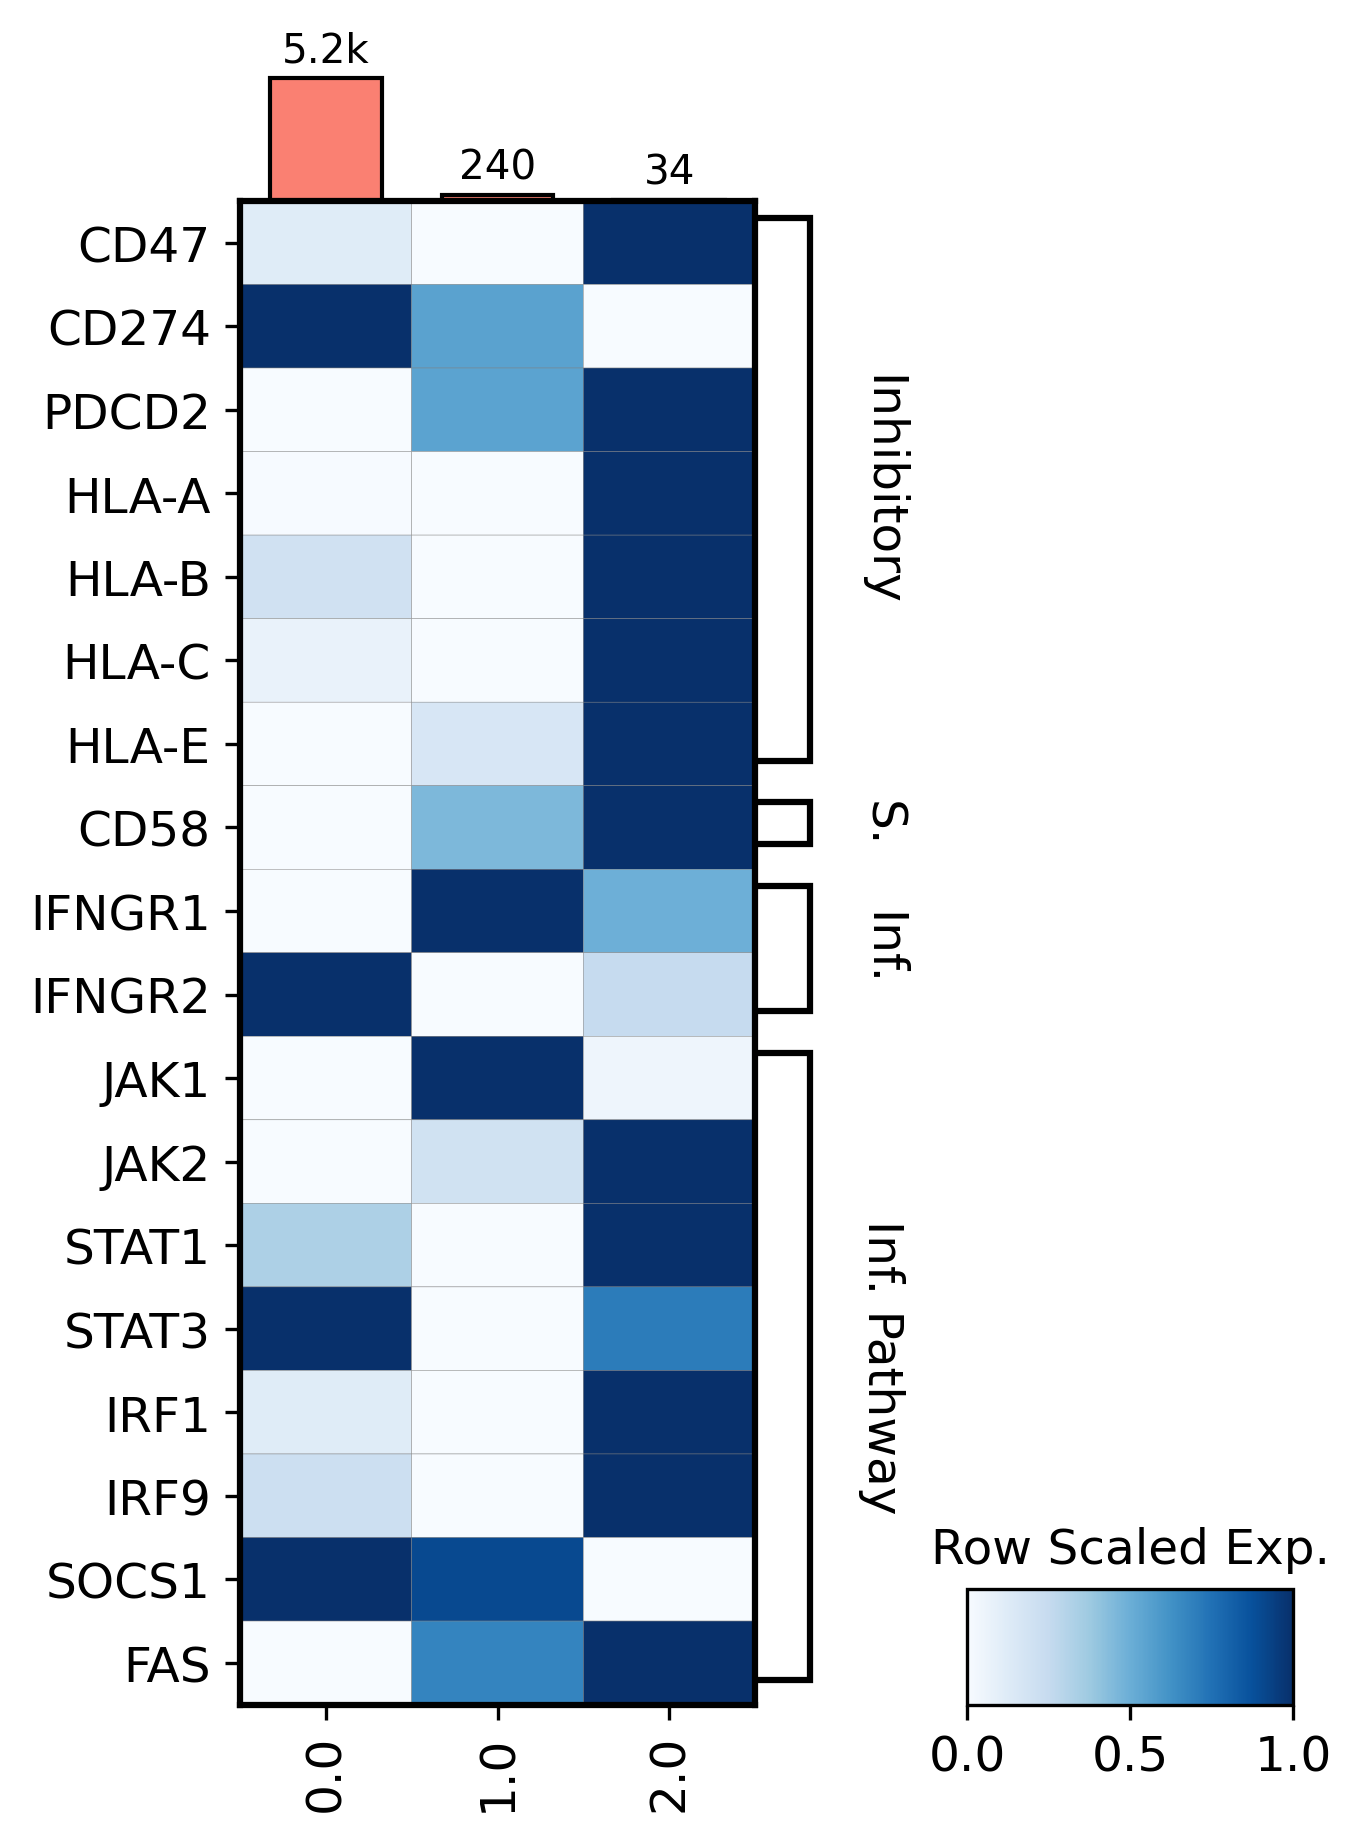 5.2k
240
34
CD47
CD274
PDCD2
HLA-A
HLA-B
HLA-C
HLA-E
CD58
IFNGR1
IFNGR2
JAK1
JAK2
STAT1
STAT3
IRF1
IRF9
SOCS1
FAS
Inhibitory
S.
Inf.
Inf. Pathway
0.0
1.0
2.0
Row Scaled Exp.
0.0 0.5 1.0